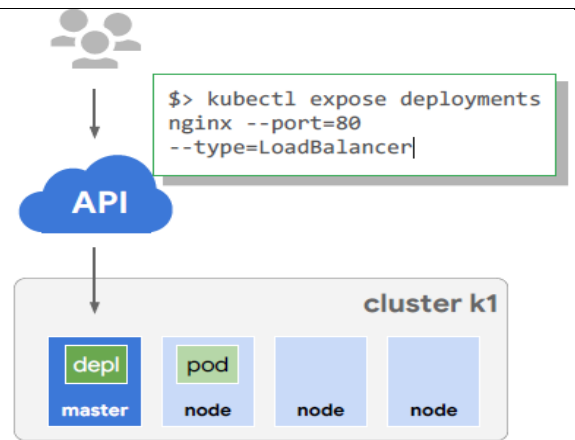 $> kubectl expose deployments
nginx --port=80
--type=LoadBalancer
API
cluster k1
depl
pod
master
node
node
node